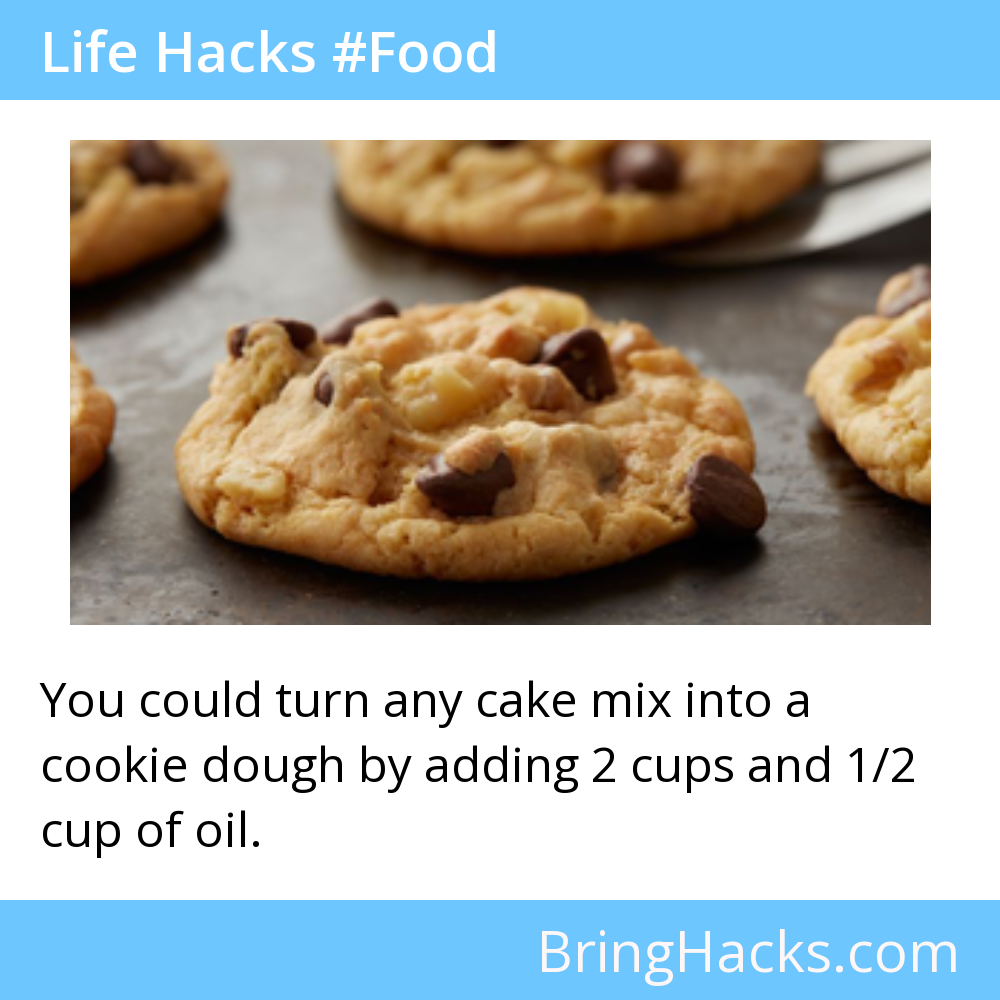 Life Hacks #Food
You could turn any cake mix into a
cookie dough by adding 2 cups and 1/2
cup of oil.
BringHacks.com